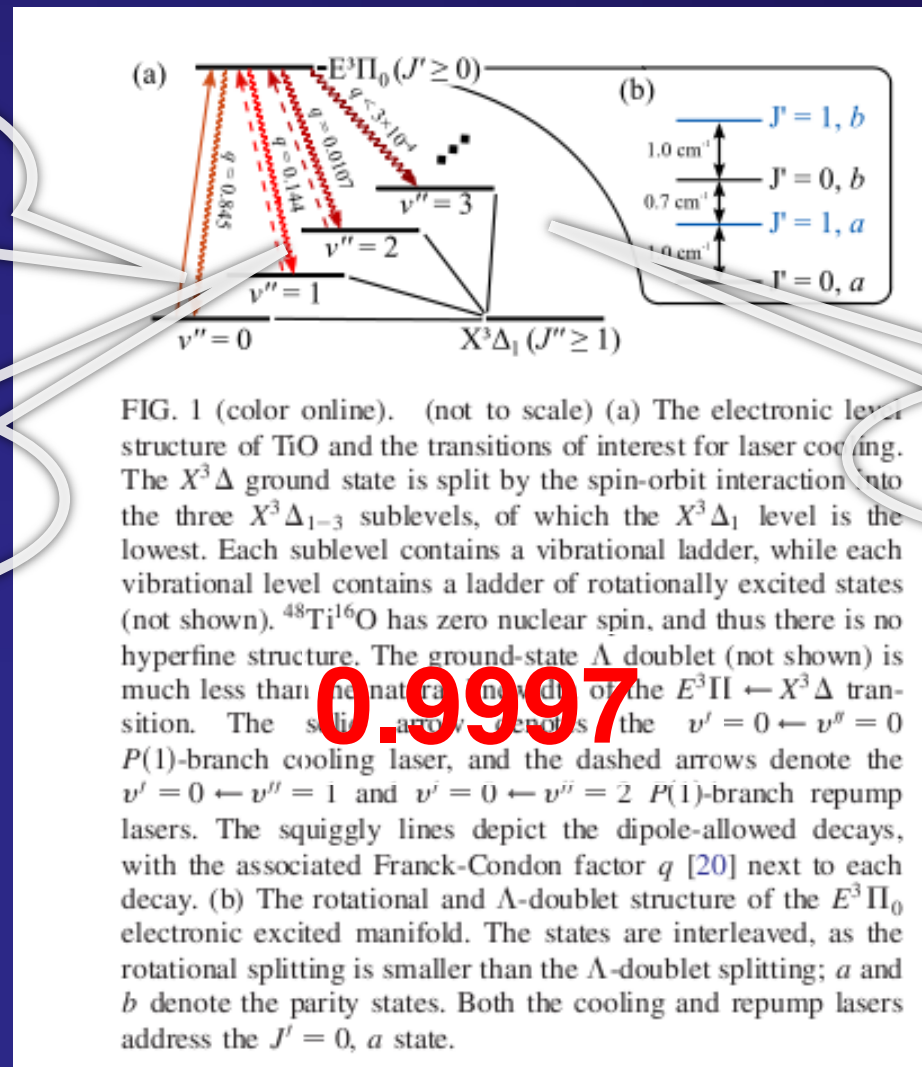 (a)
E³Π₀(J' ≥ 0)
(b)
J' = 1, b
1.0 cm⁻¹
J' = 0, b
0.7 cm⁻¹
J' = 1, a
J' = 0, a
q = 0.845
q = 0.144
q = 0.0107
q < 3×10⁻⁴
ν'' = 3
ν'' = 2
ν'' = 1
ν'' = 0
X³Δ₁ (J'' ≥ 1)
FIG. 1 (color online). (not to scale) (a) The electronic level
structure of TiO and the transitions of interest for laser cooling.
The X³Δ ground state is split by the spin-orbit interaction into
the three X³Δ₁₋₃ sublevels, of which the X³Δ₁ level is the
lowest. Each sublevel contains a vibrational ladder, while each
vibrational level contains a ladder of rotationally excited states
(not shown). ⁴⁸Ti¹⁶O has zero nuclear spin, and thus there is no
hyperfine structure. The ground-state Λ doublet (not shown) is
much less than the natural linewidth of the E³Π ← X³Δ tran-
sition. The solid arrow denotes the v' = 0 ← v'' = 0
P(1)-branch cooling laser, and the dashed arrows denote the
v' = 0 ← v'' = 1 and v' = 0 ← v'' = 2 P(1)-branch repump
lasers. The squiggly lines depict the dipole-allowed decays,
with the associated Franck-Condon factor q [20] next to each
decay. (b) The rotational and Λ-doublet structure of the E³Π₀
electronic excited manifold. The states are interleaved, as the
rotational splitting is smaller than the Λ-doublet splitting; a and
b denote the parity states. Both the cooling and repump lasers
address the J' = 0, a state.
0.9997